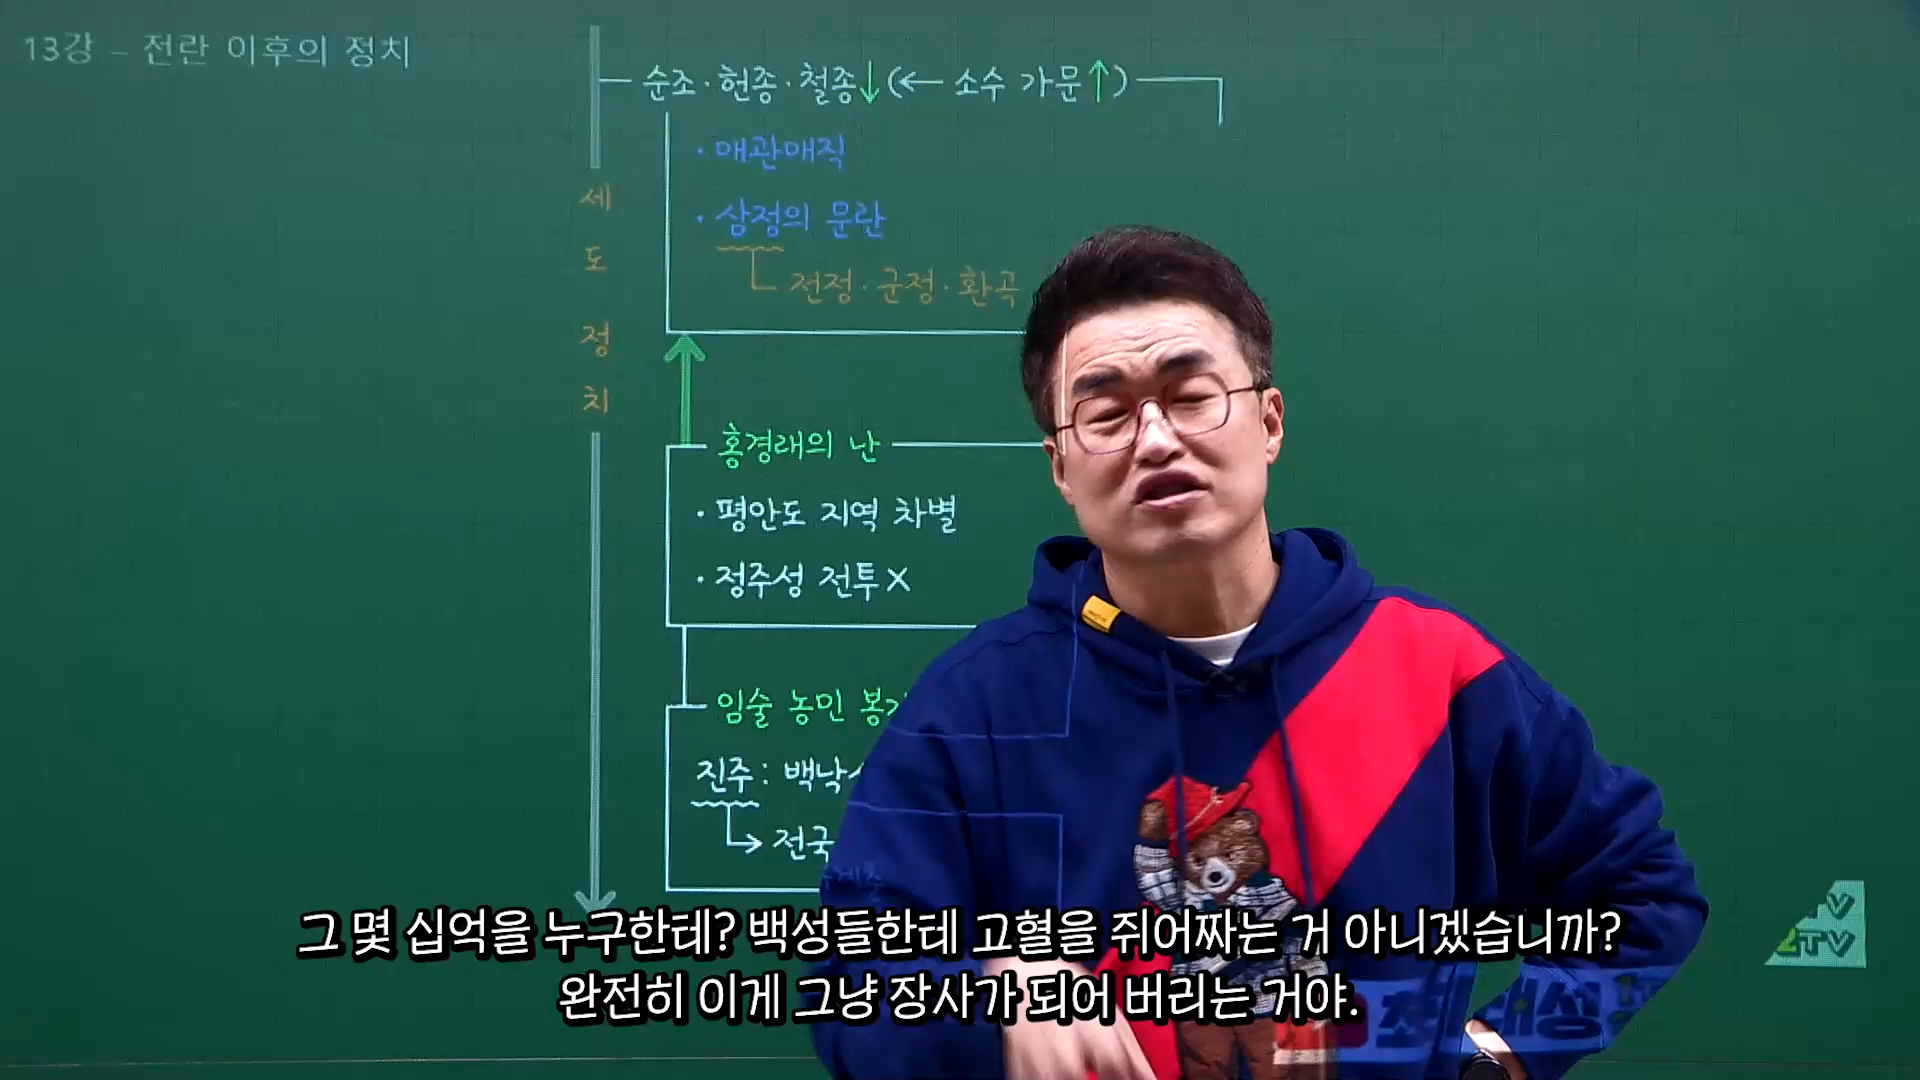 13강 - 전란 이후의 정치
순조·헌종·철종↓(← 소수 가문↑)
· 매관매직
· 삼정의 문란
전정·군정·환곡
세
도
정
치
홍경래의 난
· 평안도 지역 차별
· 정주성 전투X
임술 농민
진주 : 백낙
→ 전국
2TV
최태성
그 몇 십억을 누구한테? 백성들한테 고혈을 쥐어짜는 거 아니겠습니까?
완전히 이게 그냥 장사가 되어 버리는 거야.